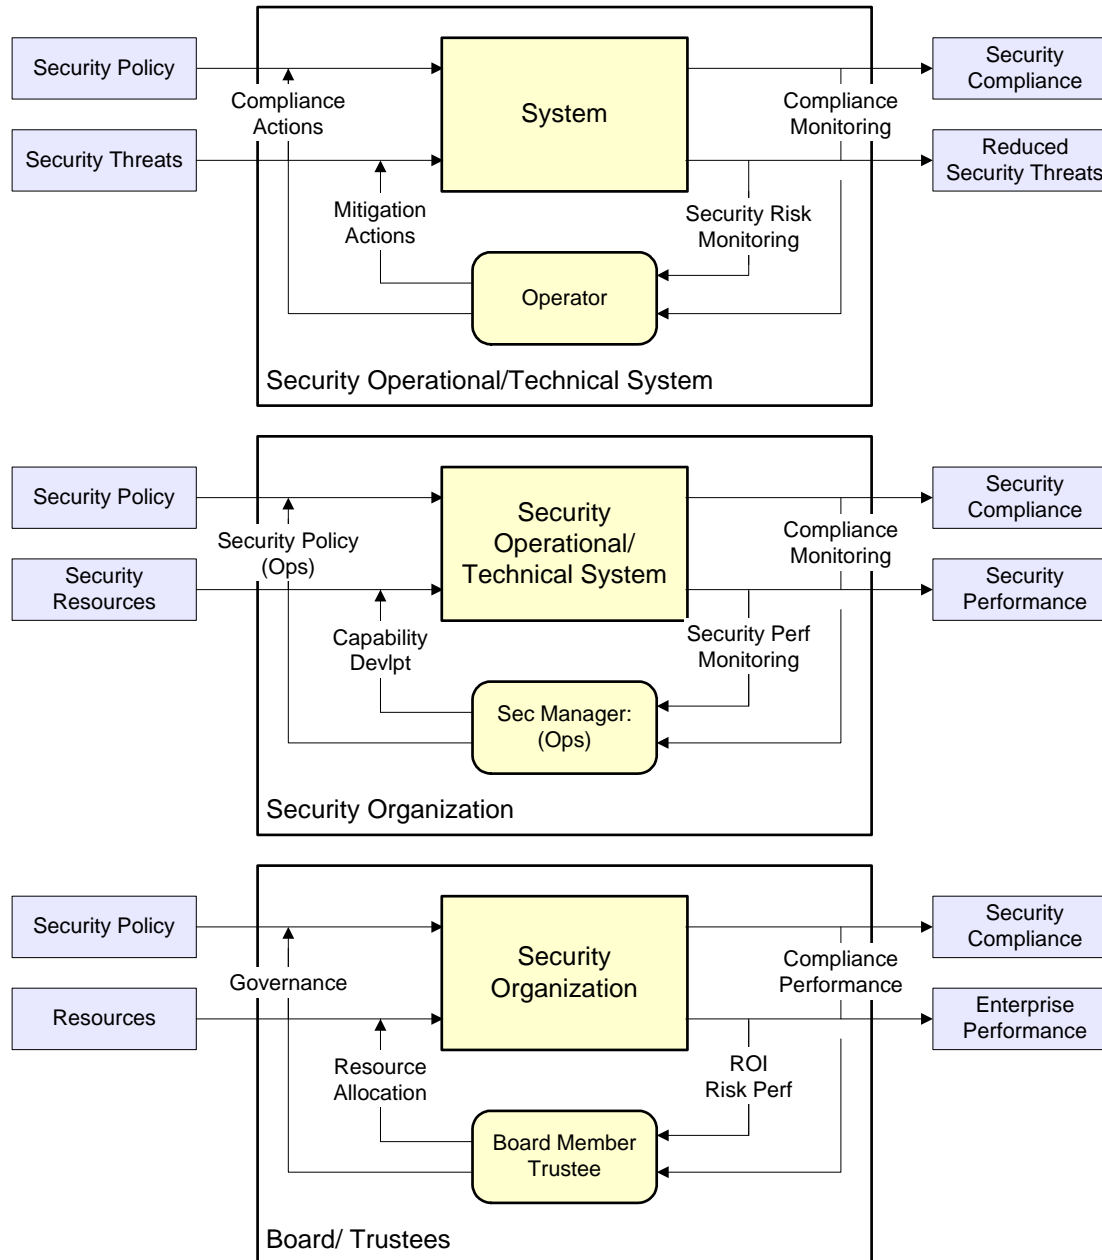 Security Policy
Compliance
Actions
System
Compliance
Monitoring
Security
Compliance
Security Threats
Mitigation
Actions
Security Risk
Monitoring
Reduced
Security Threats
Operator
Security Operational/Technical System
Security Policy
Security Policy
(Ops)
Security
Operational/
Technical System
Compliance
Monitoring
Security
Compliance
Security
Resources
Capability
Devlpt
Security Perf
Monitoring
Security
Performance
Sec Manager:
(Ops)
Security Organization
Security Policy
Governance
Security
Organization
Compliance
Performance
Security
Compliance
Resources
Resource
Allocation
ROI
Risk Perf
Enterprise
Performance
Board Member
Trustee
Board/ Trustees